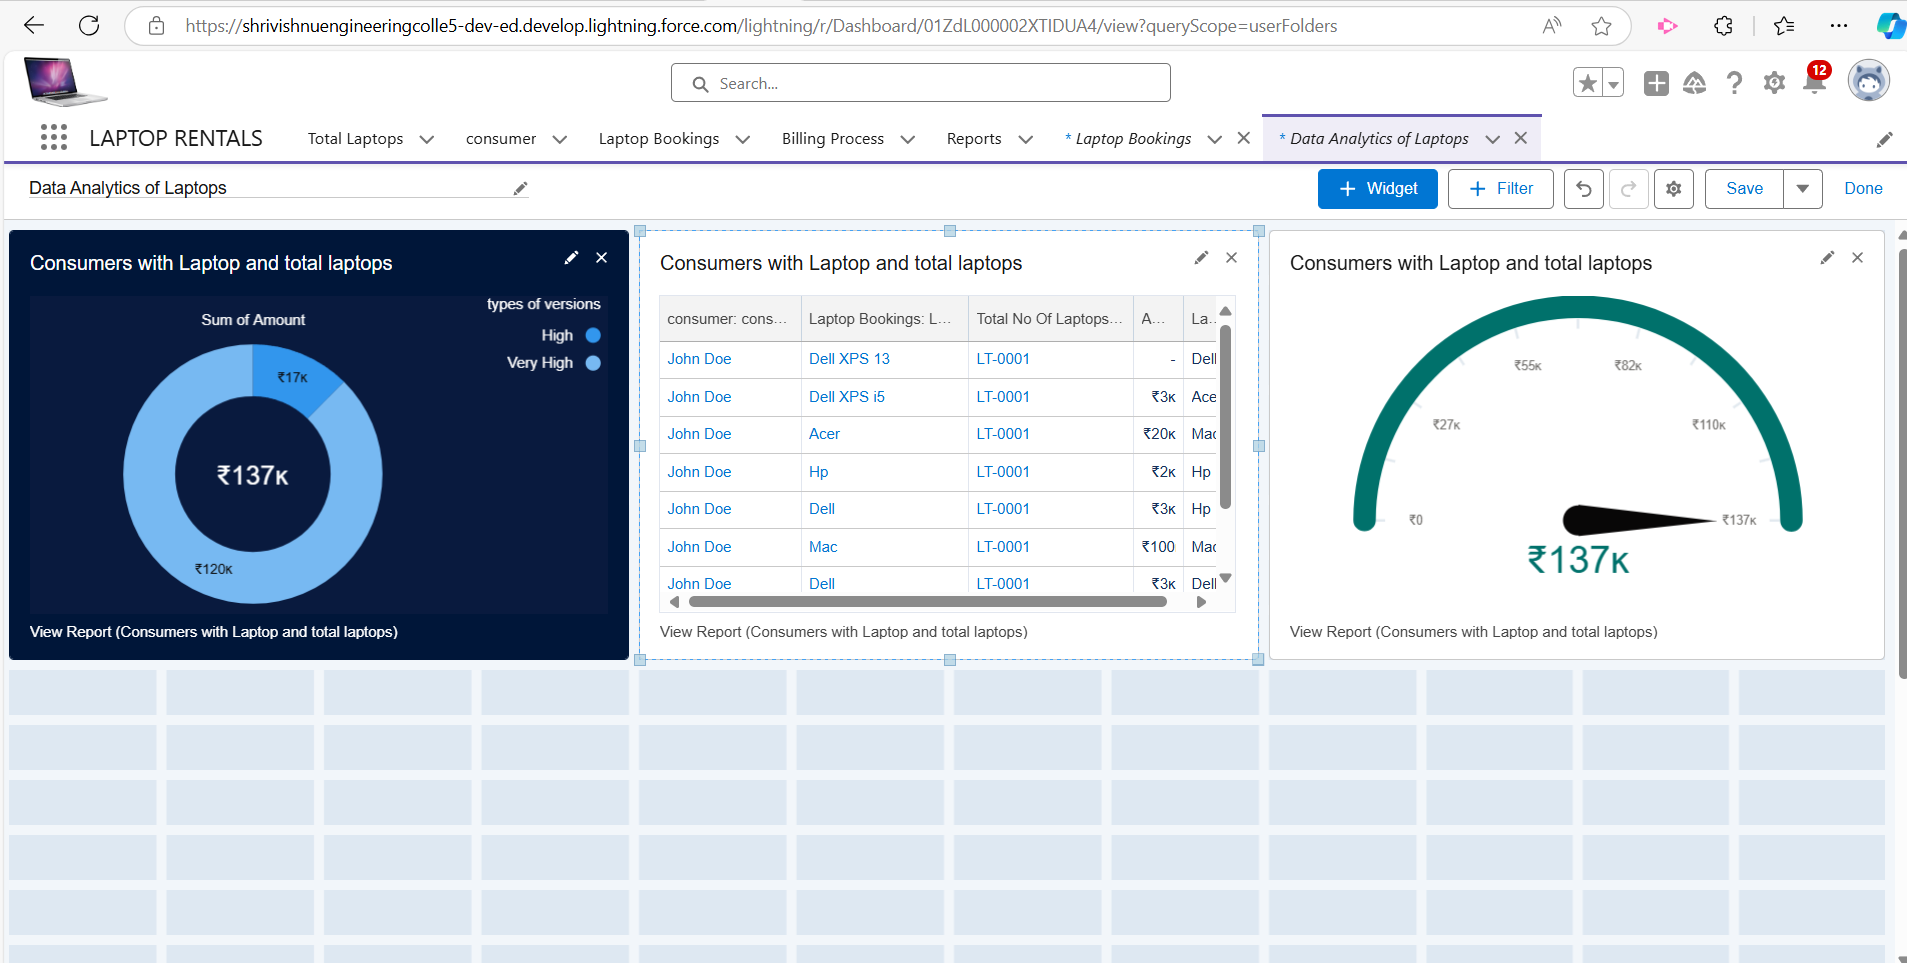 https://shrivishnuengineeringcolle5-dev-ed.develop.lightning.force.com/lightning/r/Dashboard/01ZdL000002XTIDUA4/view?queryScope=userFolders
Search...
12
LAPTOP RENTALS
Total Laptops
consumer
Laptop Bookings
Billing Process
Reports
* Laptop Bookings
* Data Analytics of Laptops
Data Analytics of Laptops
+ Widget
+ Filter
Save
Done
Consumers with Laptop and total laptops
types of versions
Sum of Amount
High
Very High
₹17K
₹137K
₹120K
View Report (Consumers with Laptop and total laptops)
Consumers with Laptop and total laptops
consumer: cons... Laptop Bookings: L... Total No Of Laptops... A... La...
John Doe Dell XPS 13 LT-0001 - Dell
John Doe Dell XPS i5 LT-0001 ₹3K Ace
John Doe Acer LT-0001 ₹20K Mac
John Doe Hp LT-0001 ₹2K Hp
John Doe Dell LT-0001 ₹3K Hp
John Doe Mac LT-0001 ₹100 Mac
John Doe Dell LT-0001 ₹3K Dell
View Report (Consumers with Laptop and total laptops)
Consumers with Laptop and total laptops
₹55K ₹82K
₹27K ₹110K
₹0 ₹137K
₹137K
View Report (Consumers with Laptop and total laptops)